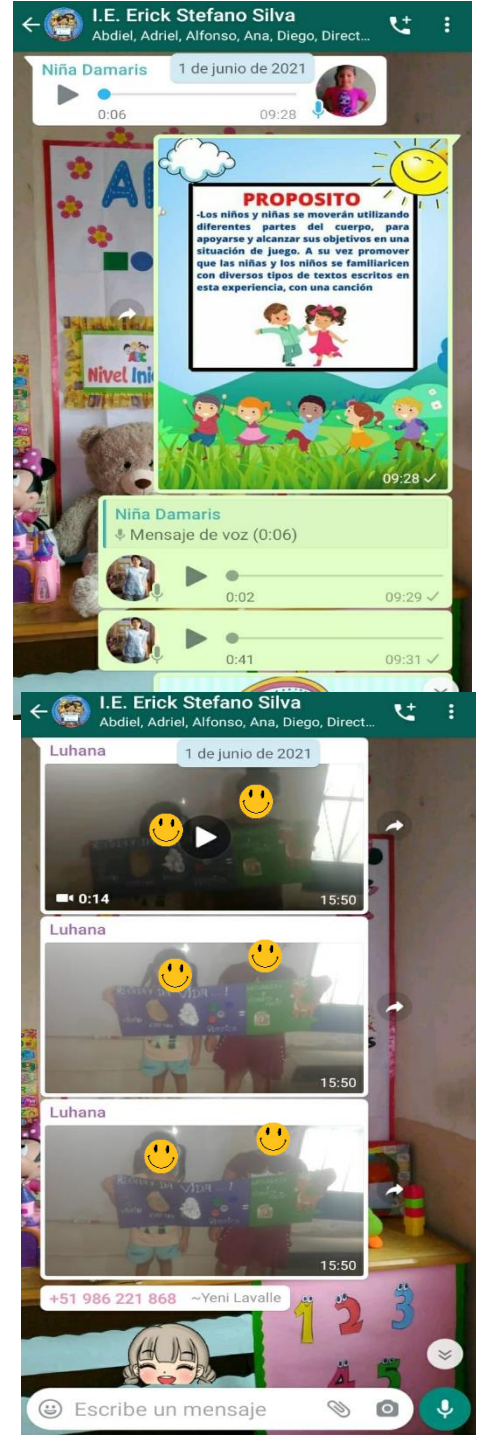 I.E. Erick Stefano Silva
Abdiel, Adriel, Alfonso, Ana, Diego, Direct...
Niña Damaris
1 de junio de 2021
0:06
09:28
PROPOSITO
-Los niños y niñas se moverán utilizando
diferentes partes del cuerpo, para
apoyarse y alcanzar sus objetivos en una
situación de juego. A su vez promover
que las niñas y los niños se familiaricen
con diversos tipos de textos escritos en
esta experiencia, con una canción
ABC
Nivel Ini
09:28
Niña Damaris
Mensaje de voz (0:06)
0:02
09:29
0:41
09:31
I.E. Erick Stefano Silva
Abdiel, Adriel, Alfonso, Ana, Diego, Direct...
Luhana
1 de junio de 2021
0:14
15:50
Luhana
15:50
Luhana
15:50
+51 986 221 868 ~Yeni Lavalle
1 2 3
4 5
Escribe un mensaje